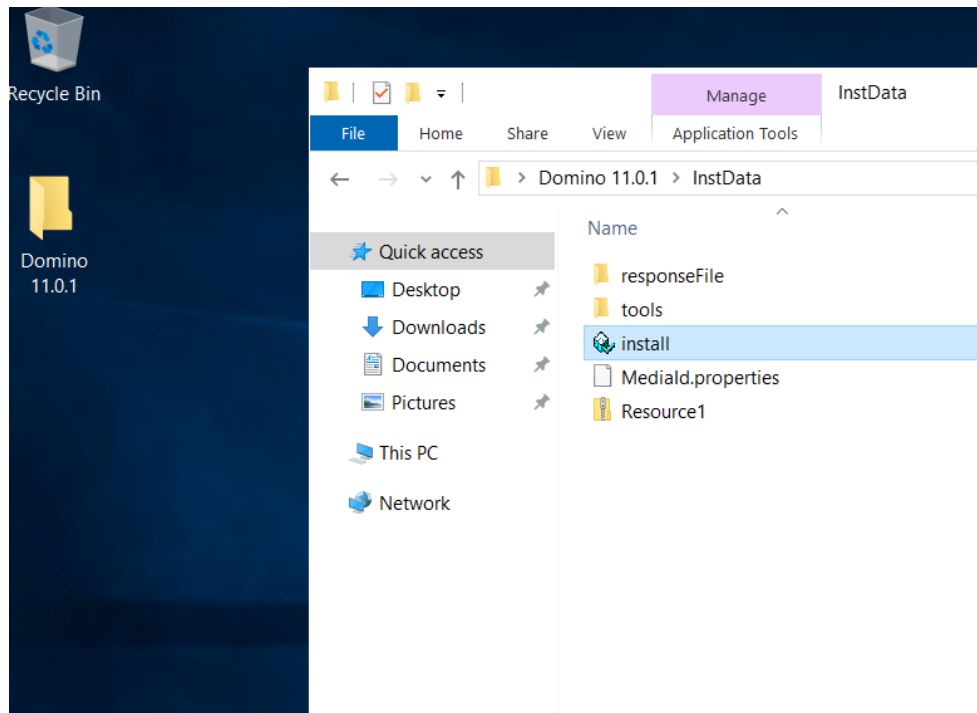 Recycle Bin
Domino
11.0.1
Manage
InstData
File
Home
Share
View
Application Tools
Domino 11.0.1 > InstData
Name
Quick access
Desktop
Downloads
Documents
Pictures
This PC
Network
responseFile
tools
install
MediaId.properties
Resource1